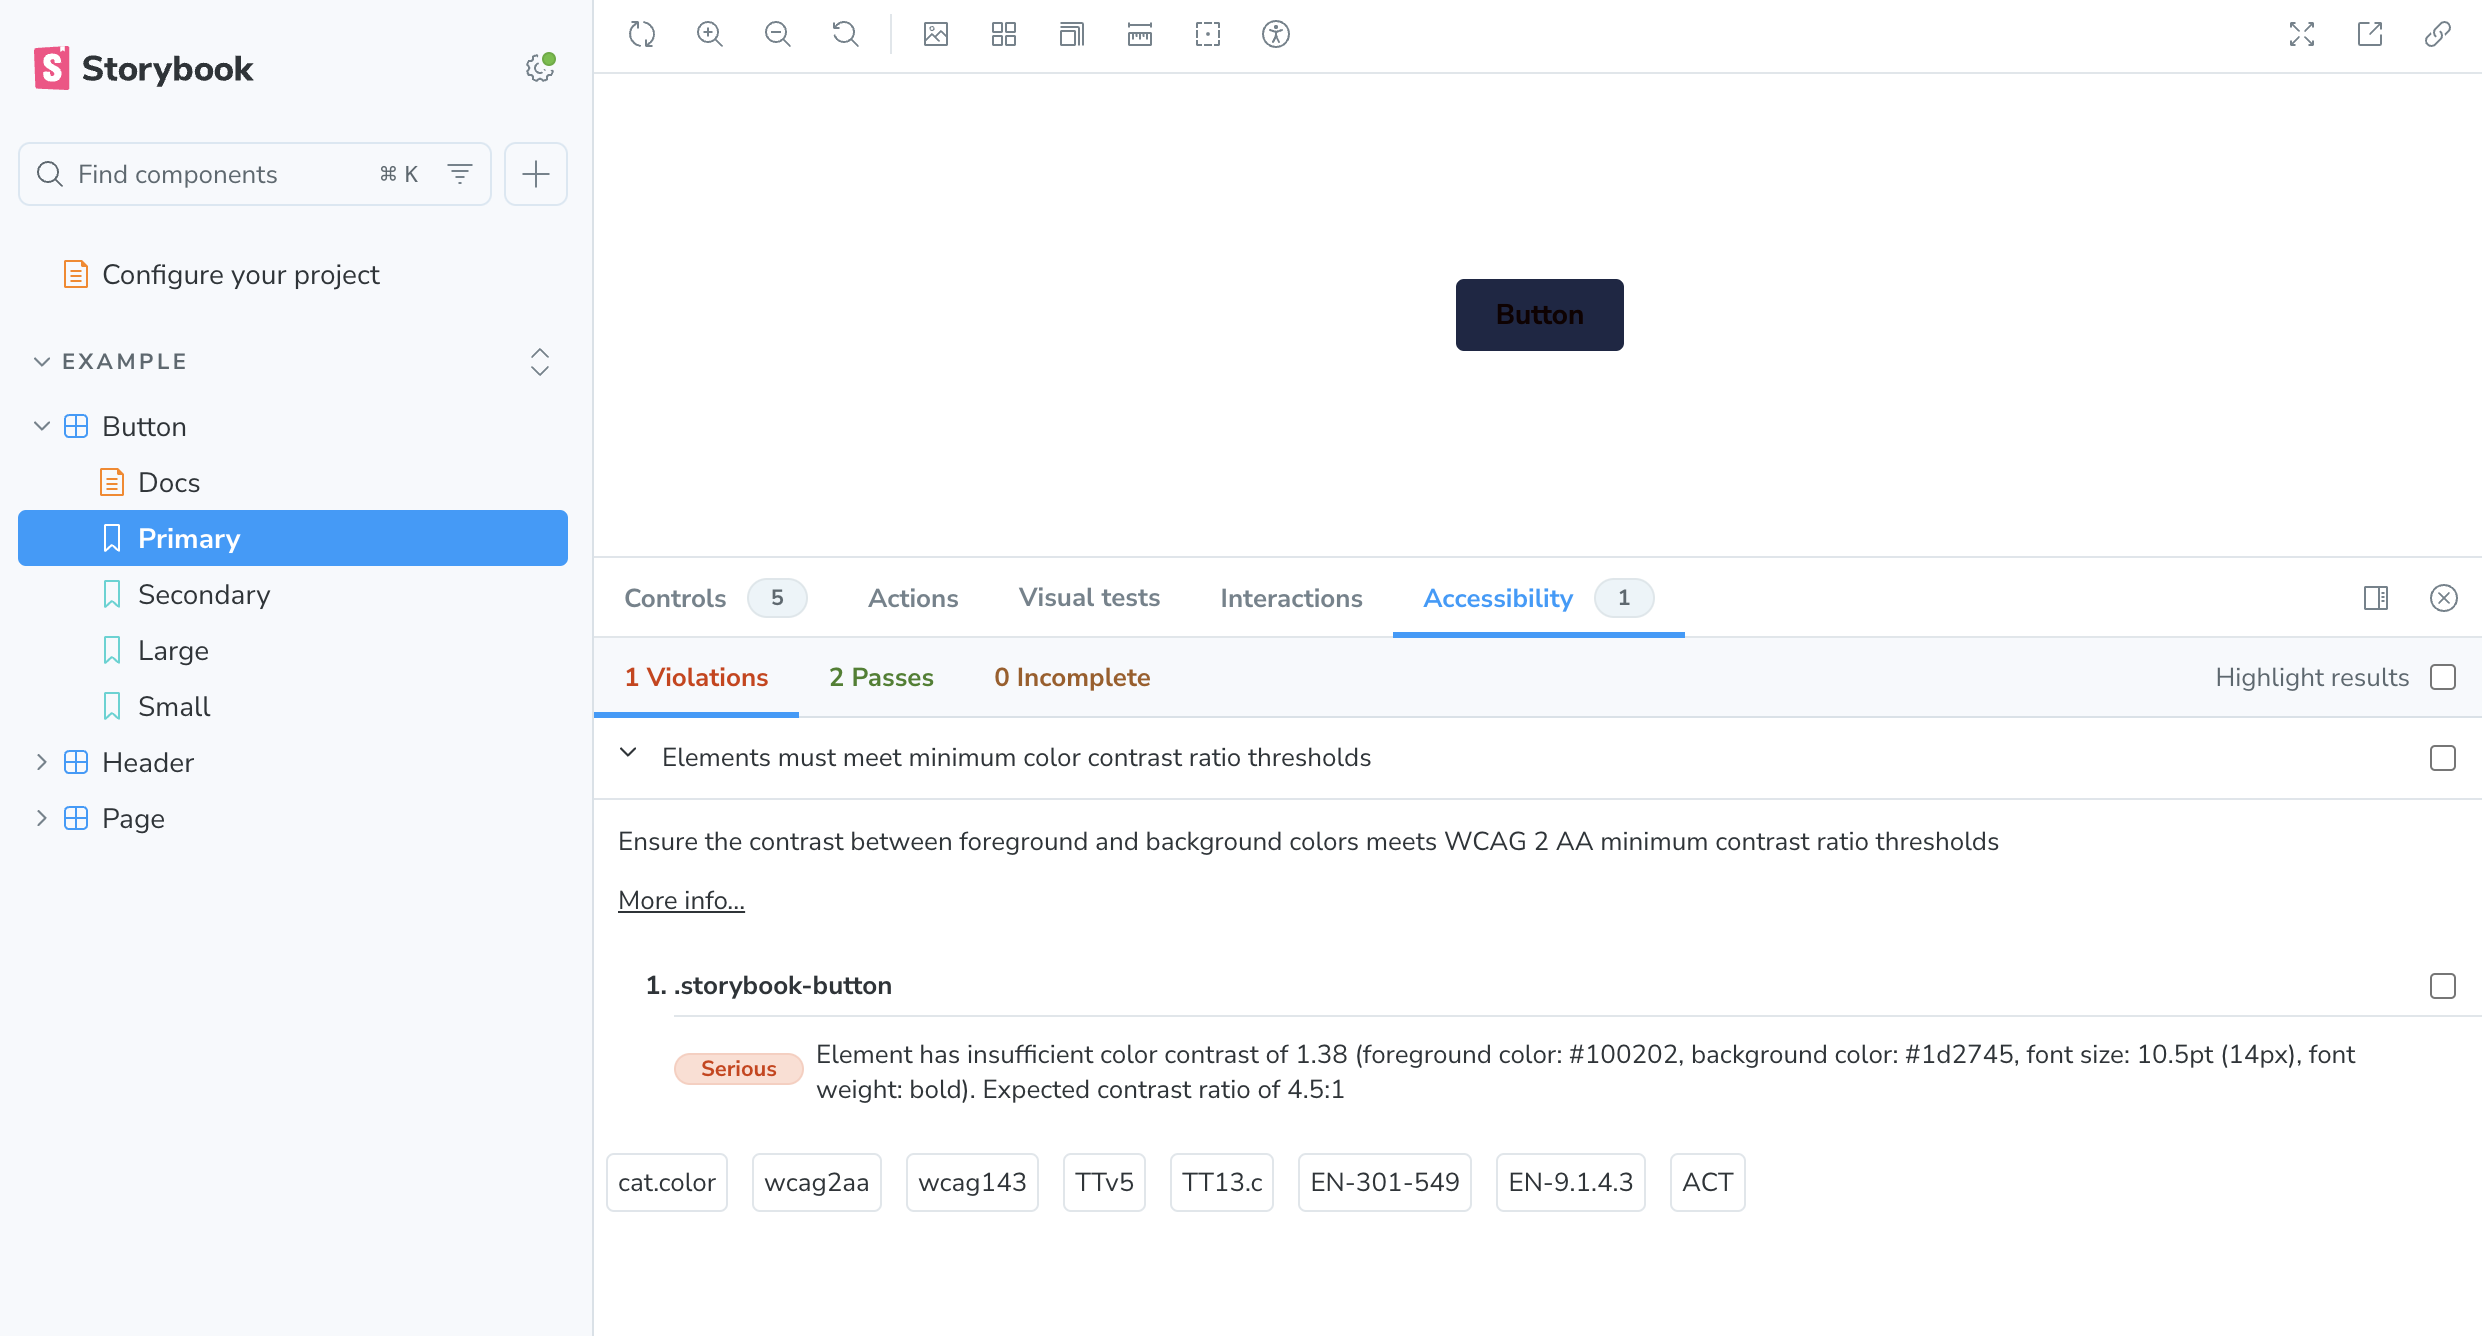 Storybook
Find components ⌘ K
Configure your project
EXAMPLE
Button
Docs
Primary
Secondary
Large
Small
Header
Page
Button
Controls 5 Actions Visual tests Interactions Accessibility 1
1 Violations 2 Passes 0 Incomplete Highlight results
Elements must meet minimum color contrast ratio thresholds
Ensure the contrast between foreground and background colors meets WCAG 2 AA minimum contrast ratio thresholds
More info...
1. .storybook-button
Serious
Element has insufficient color contrast of 1.38 (foreground color: #100202, background color: #1d2745, font size: 10.5pt (14px), font
weight: bold). Expected contrast ratio of 4.5:1
cat.color wcag2aa wcag143 TTv5 TT13.c EN-301-549 EN-9.1.4.3 ACT